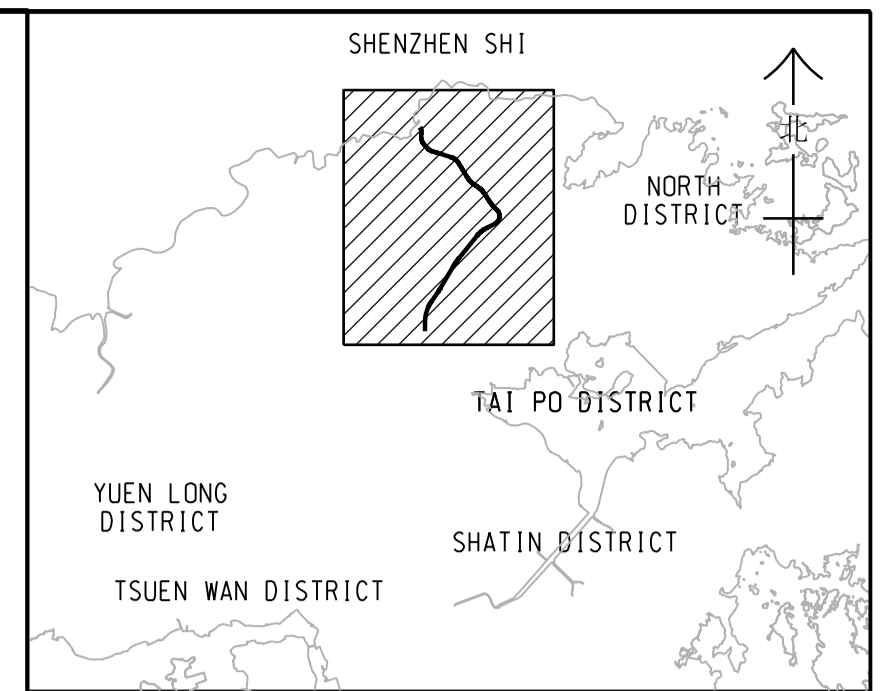 SHENZHEN SHI
北
NORTH
DISTRICT
TAI PO DISTRICT
YUEN LONG
DISTRICT
SHATIN DISTRICT
TSUEN WAN DISTRICT